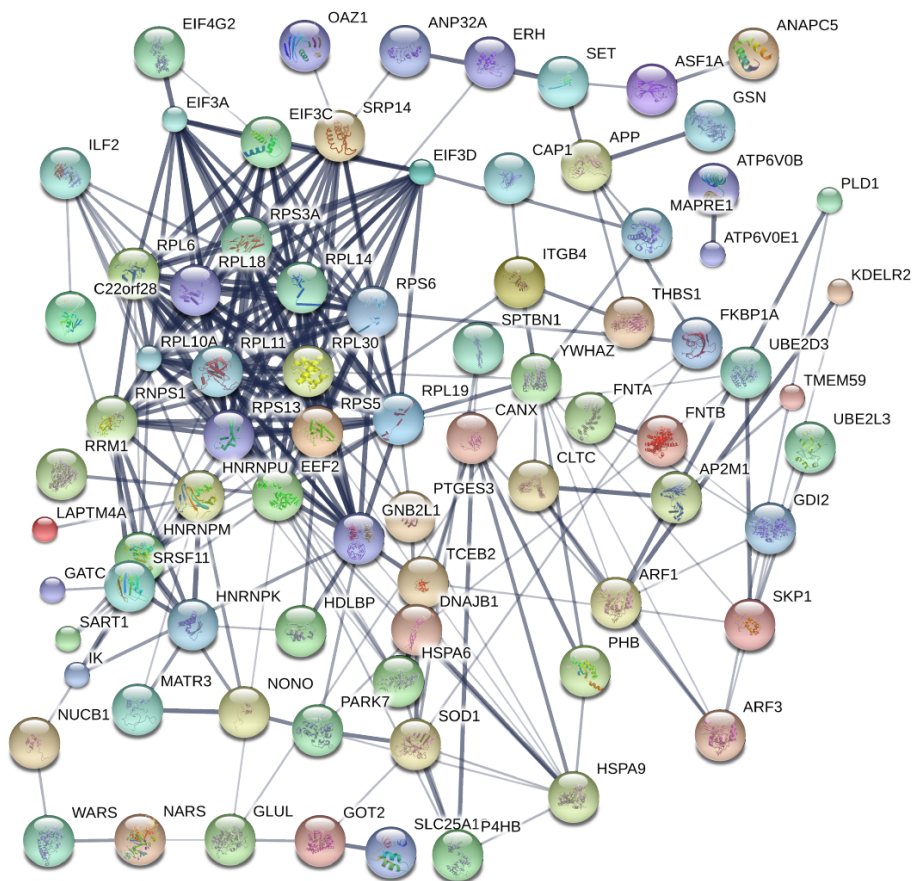 EIF4G2
OAZ1
ANP32A
ERH
SET
ASF1A
ANAPC5
EIF3A
EIF3C
SRP14
GSN
ILF2
EIF3D
CAP1
APP
ATP6V0B
PLD1
MAPRE1
RPS3A
RPL6
RPL18
RPL14
ITGB4
ATP6V0E1
KDELR2
C22orf28
RPS6
THBS1
SPTBN1
FKBP1A
RPL10A
RPL11
RPL30
YWHAZ
UBE2D3
RNPS1
RPL19
TMEM59
RPS13
RPS5
CANX
FNTA
FNTB
UBE2L3
RRM1
HNRNPU
EEF2
CLTC
AP2M1
PTGES3
LAPTM4A
GNB2L1
GDI2
HNRNPM
SRSF11
TCEB2
GATC
HNRNPK
HDLBP
DNAJB1
ARF1
SKP1
SART1
HSPA6
PHB
IK
MATR3
NONO
PARK7
NUCB1
SOD1
ARF3
HSPA9
WARS
NARS
GLUL
GOT2
SLC25A1
P4HB